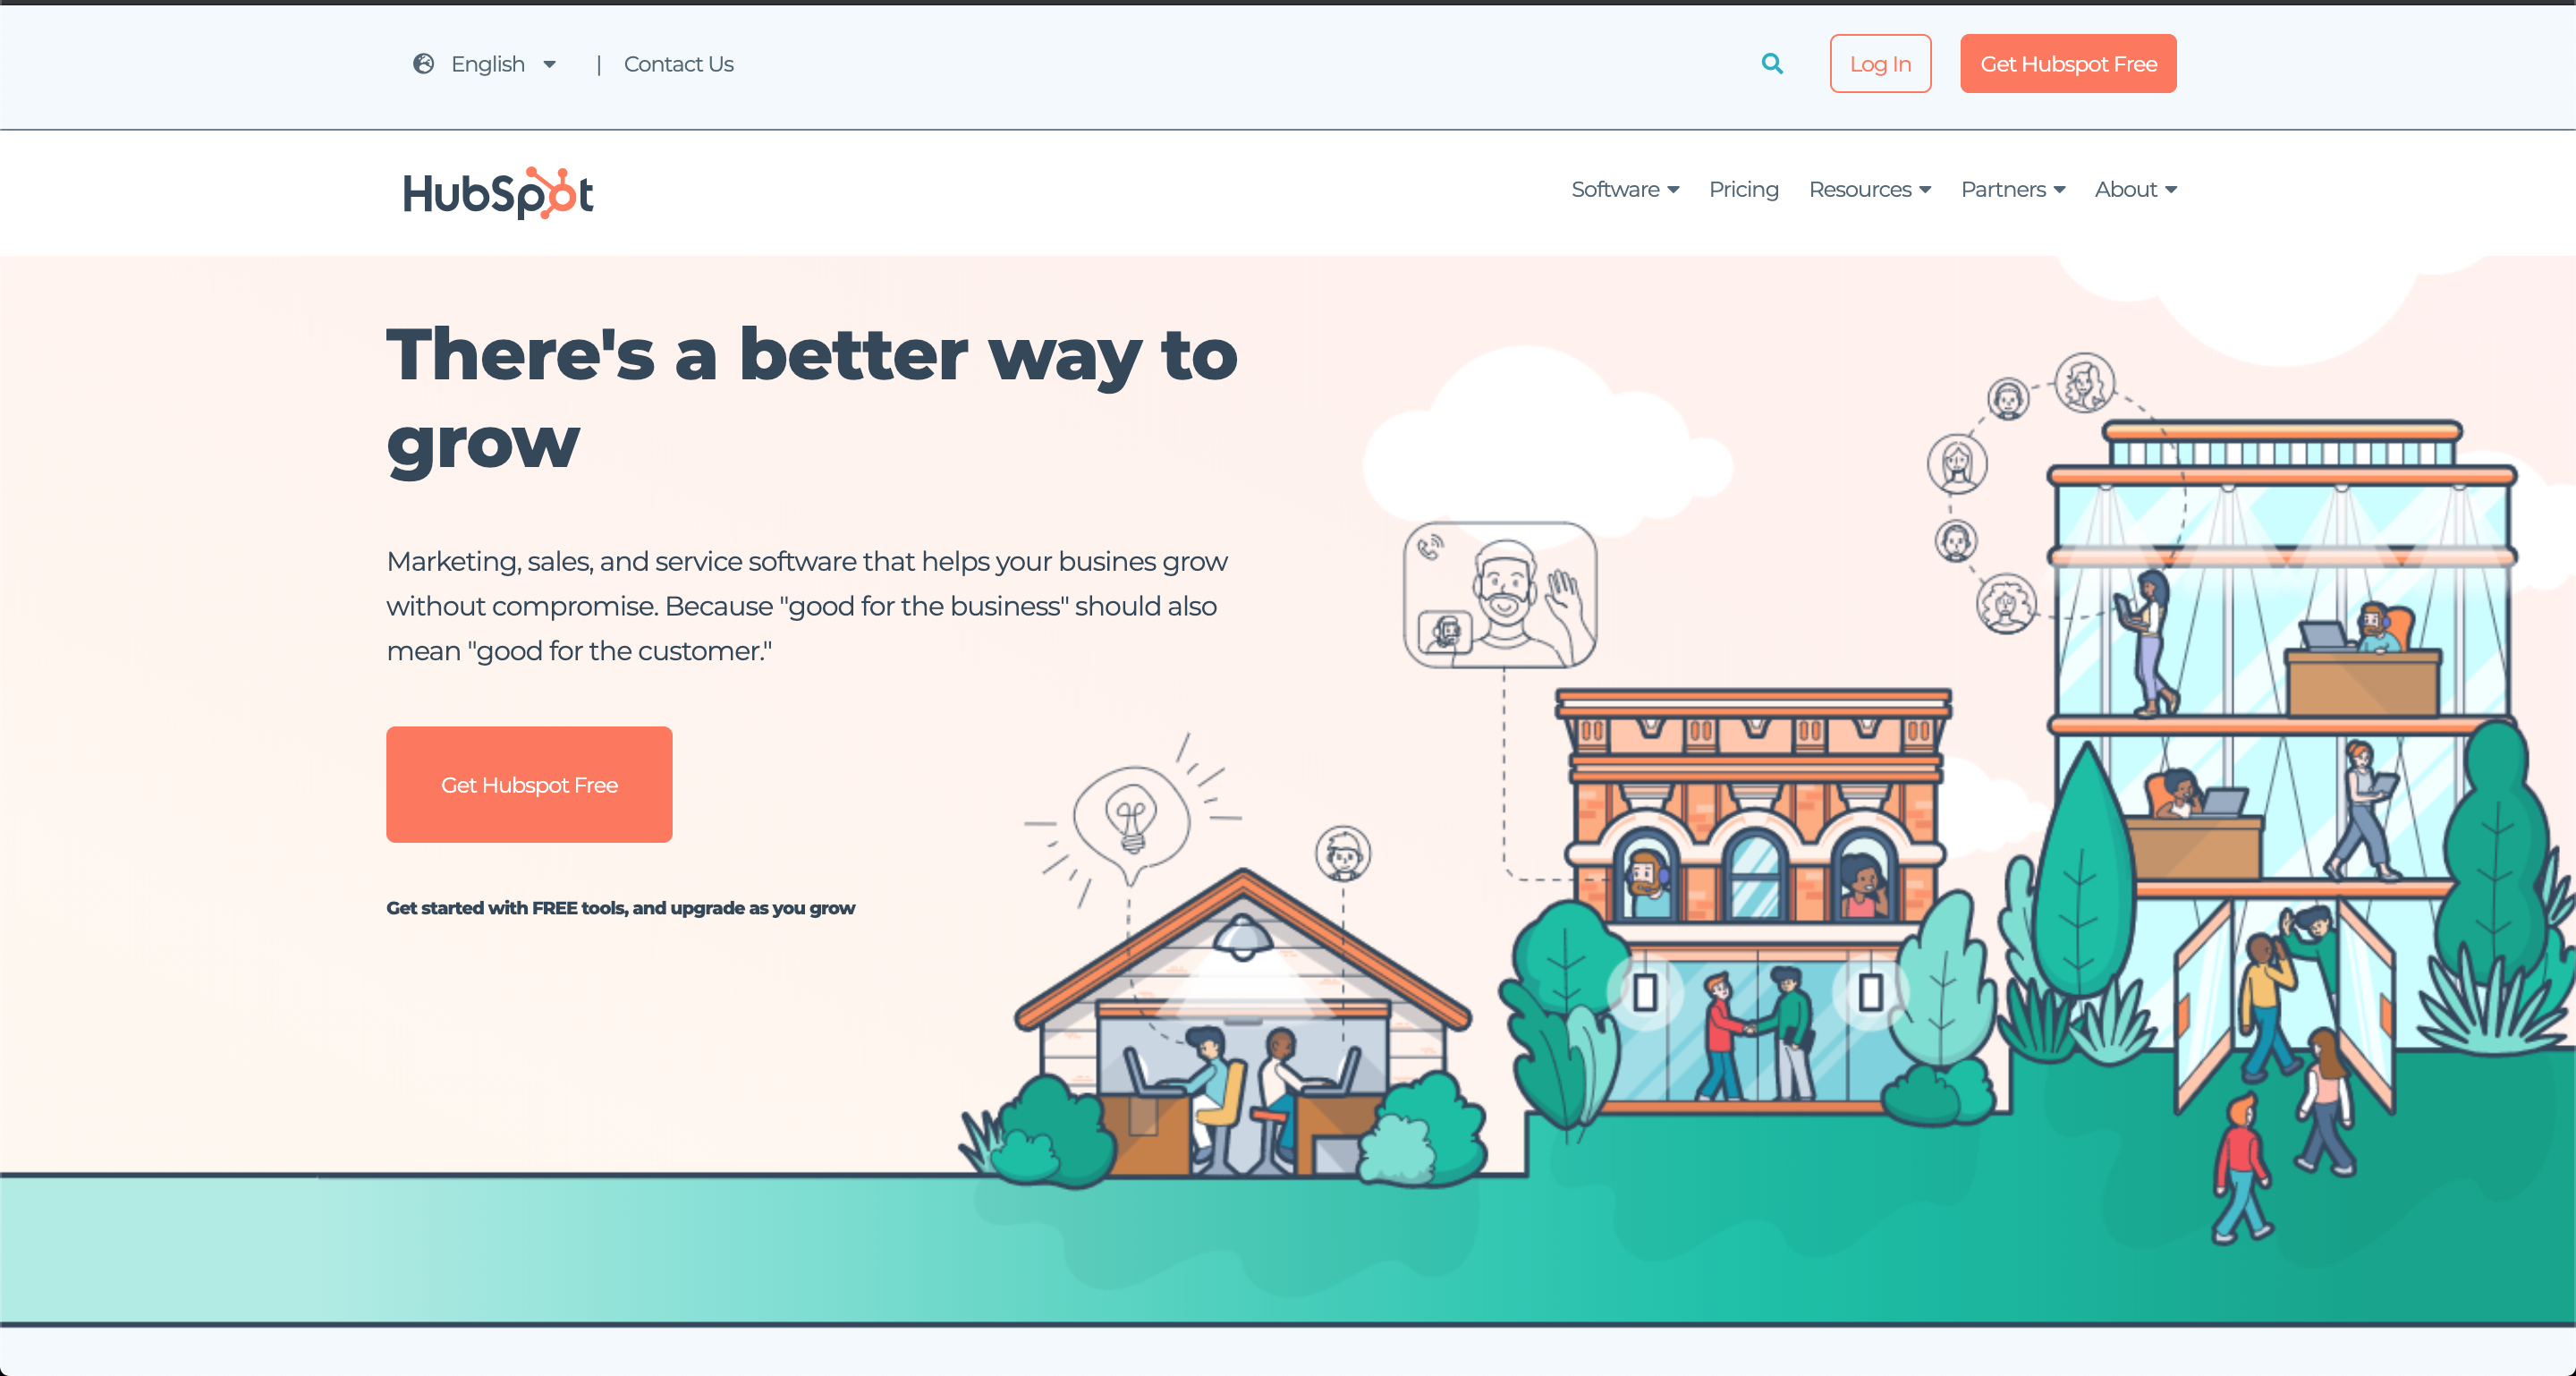 English | Contact Us Log In Get Hubspot Free
HubSpot Software Pricing Resources Partners About
There's a better way to
grow
Marketing, sales, and service software that helps your busines grow
without compromise. Because "good for the business" should also
mean "good for the customer."
Get Hubspot Free
Get started with FREE tools, and upgrade as you grow